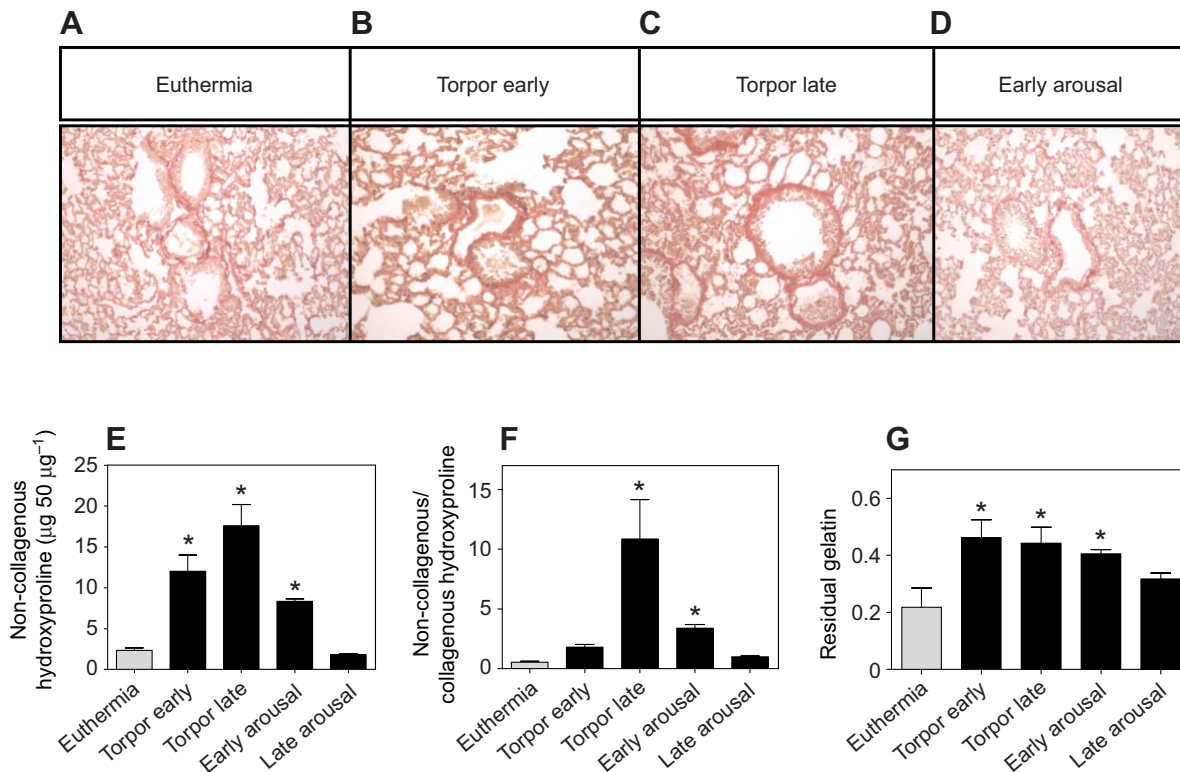 A
B
C
D
Euthermia
Torpor early
Torpor late
Early arousal
E
Non-collagenous
hydroxyproline (µg 50 µg⁻¹)
25
20
15
10
5
0
*
*
*
Euthermia
Torpor early
Torpor late
Early arousal
Late arousal
F
Non-collagenous/
collagenous hydroxyproline
15
10
5
0
*
*
Euthermia
Torpor early
Torpor late
Early arousal
Late arousal
G
Residual gelatin
0.6
0.4
0.2
0
*
*
*
Euthermia
Torpor early
Torpor late
Early arousal
Late arousal